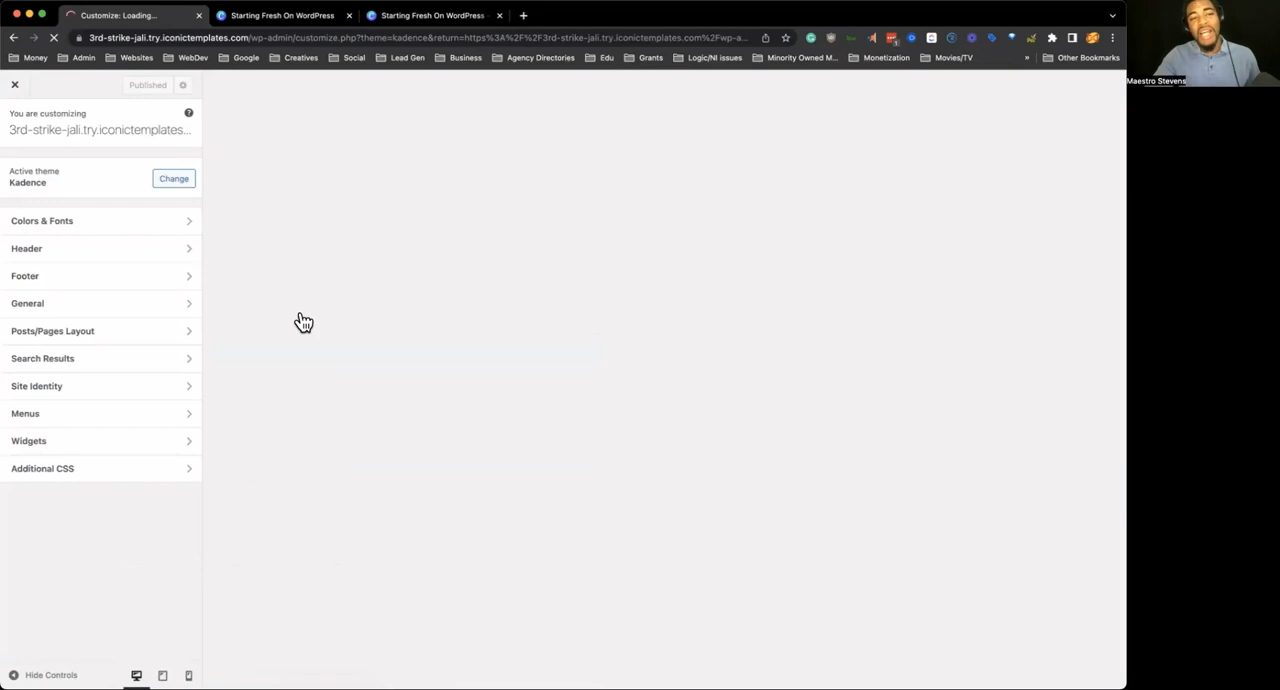 Customize: Loading...
Starting Fresh On WordPress
Starting Fresh On WordPress
3rd-strike-jali.try.iconictemplates.com/wp-admin/customize.php?theme=kadence&return=https%3A%2F%2F3rd-strike-jali.try.iconictemplates.com%2Fwp-a...
Money Admin Websites WebDev Google Creatives Social Lead Gen Business Agency Directories Edu Grants Logic/NI issues Minority Owned M... Monetization Movies/TV » Other Bookmarks
Maestro Stevens
Published
You are customizing
3rd-strike-jali.try.iconictemplates...
Active theme
Kadence
Change
Colors & Fonts
Header
Footer
General
Posts/Pages Layout
Search Results
Site Identity
Menus
Widgets
Additional CSS
Hide Controls